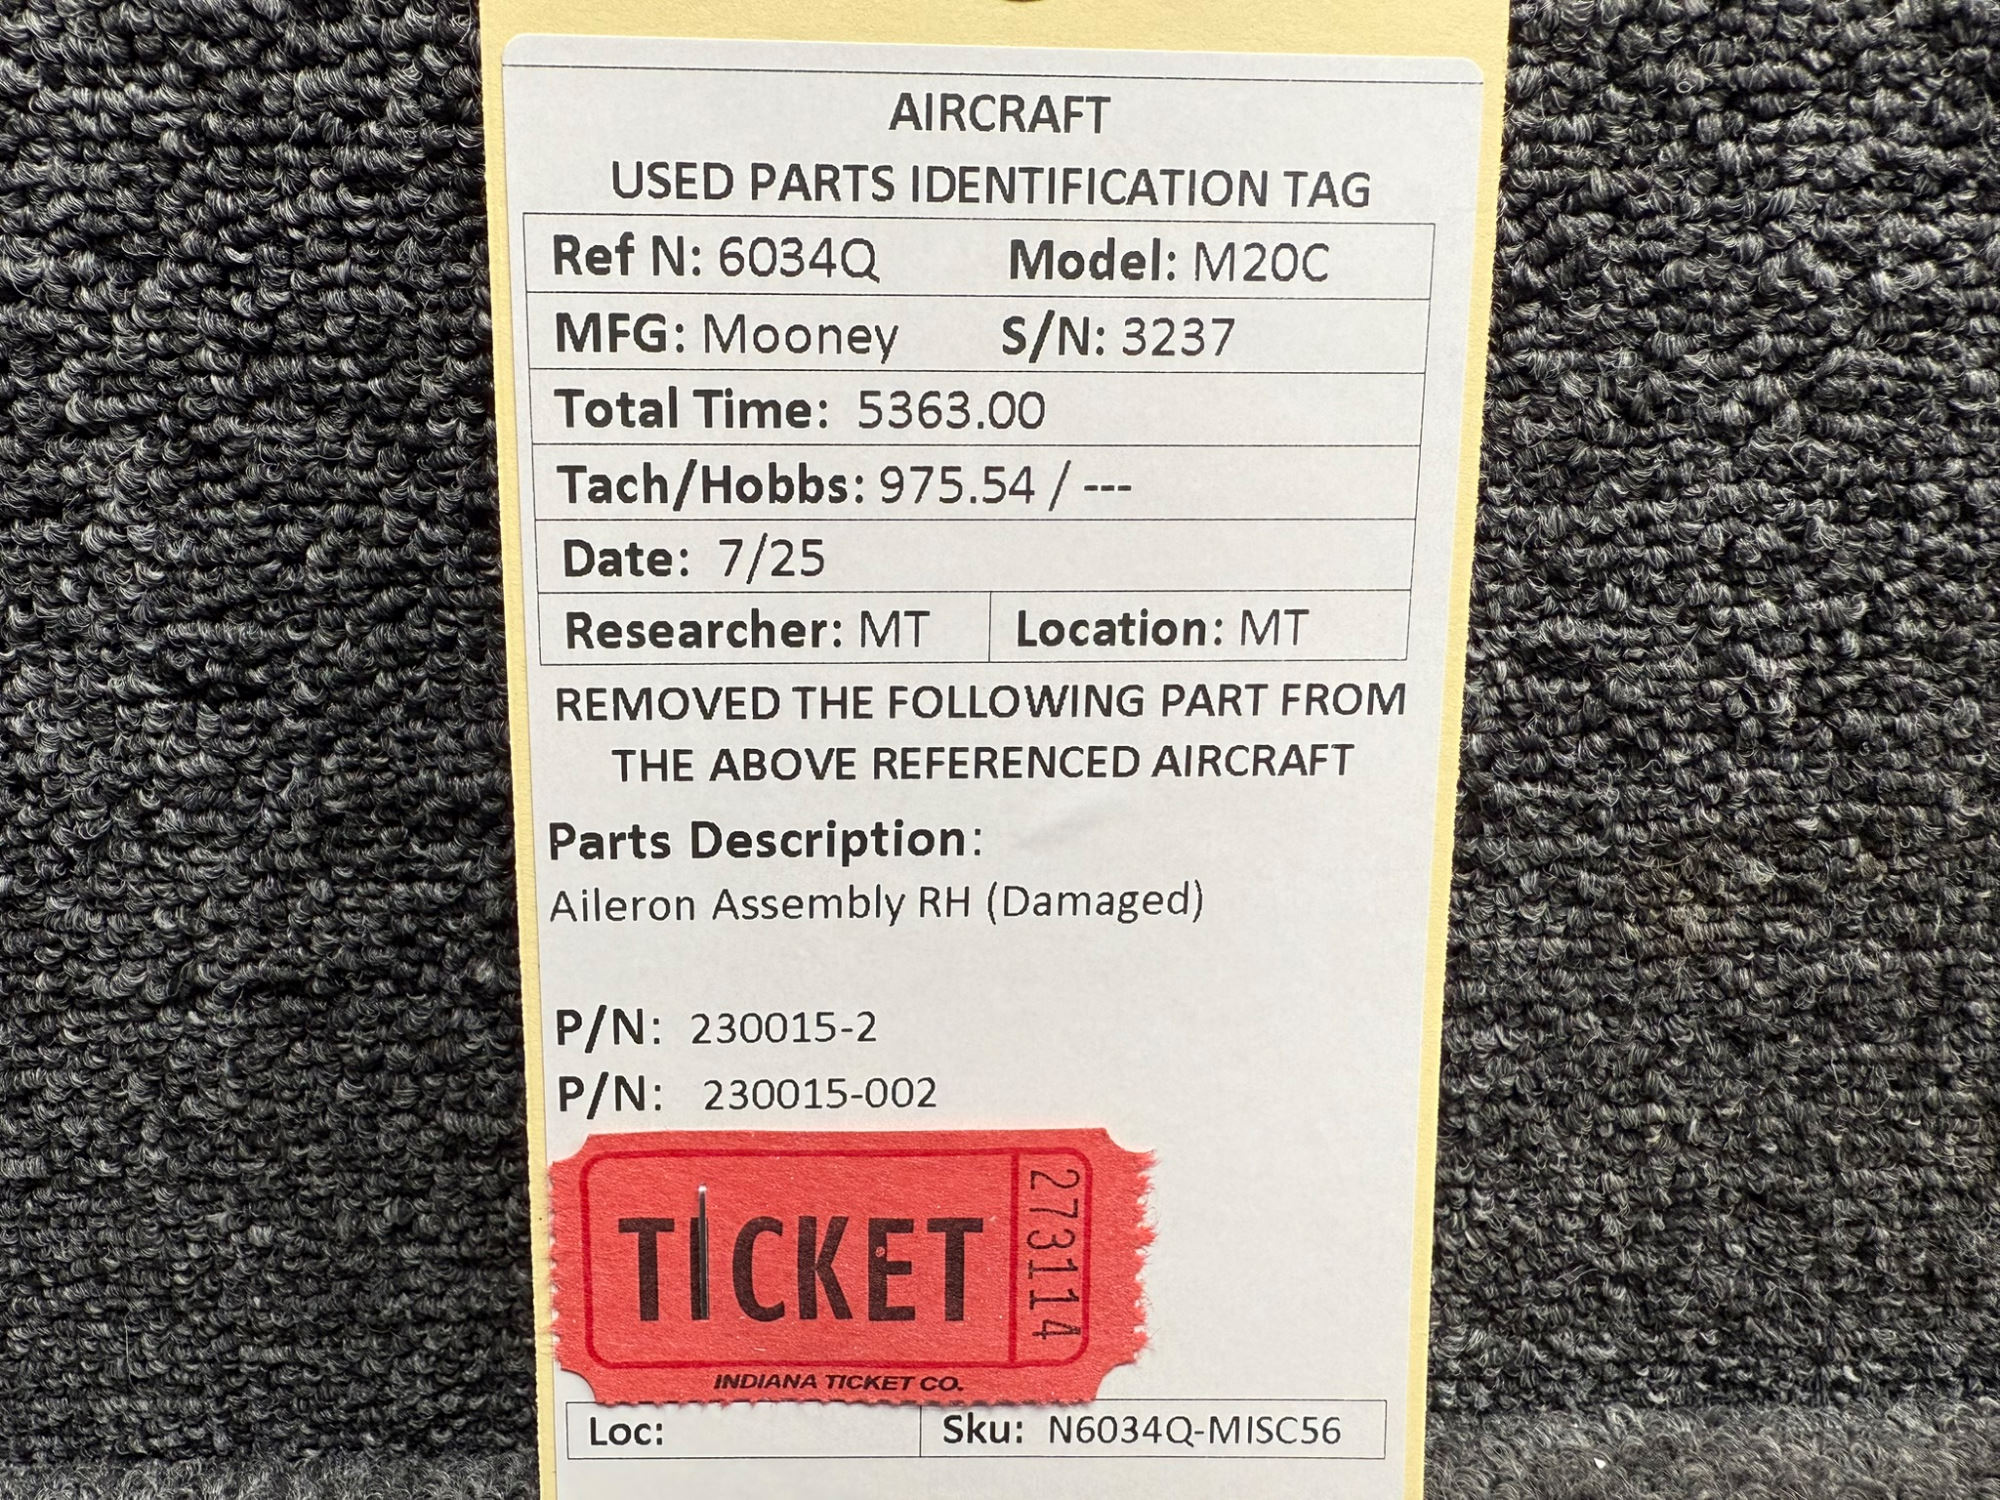 AIRCRAFT
USED PARTS IDENTIFICATION TAG
Ref N: 6034Q Model: M20C
MFG: Mooney S/N: 3237
Total Time: 5363.00
Tach/Hobbs: 975.54 / ---
Date: 7/25
Researcher: MT Location: MT
REMOVED THE FOLLOWING PART FROM
THE ABOVE REFERENCED AIRCRAFT
Parts Description:
Aileron Assembly RH (Damaged)
P/N: 230015-2
P/N: 230015-002
TICKET 273114
INDIANA TICKET CO.
Loc: Sku: N6034Q-MISC56